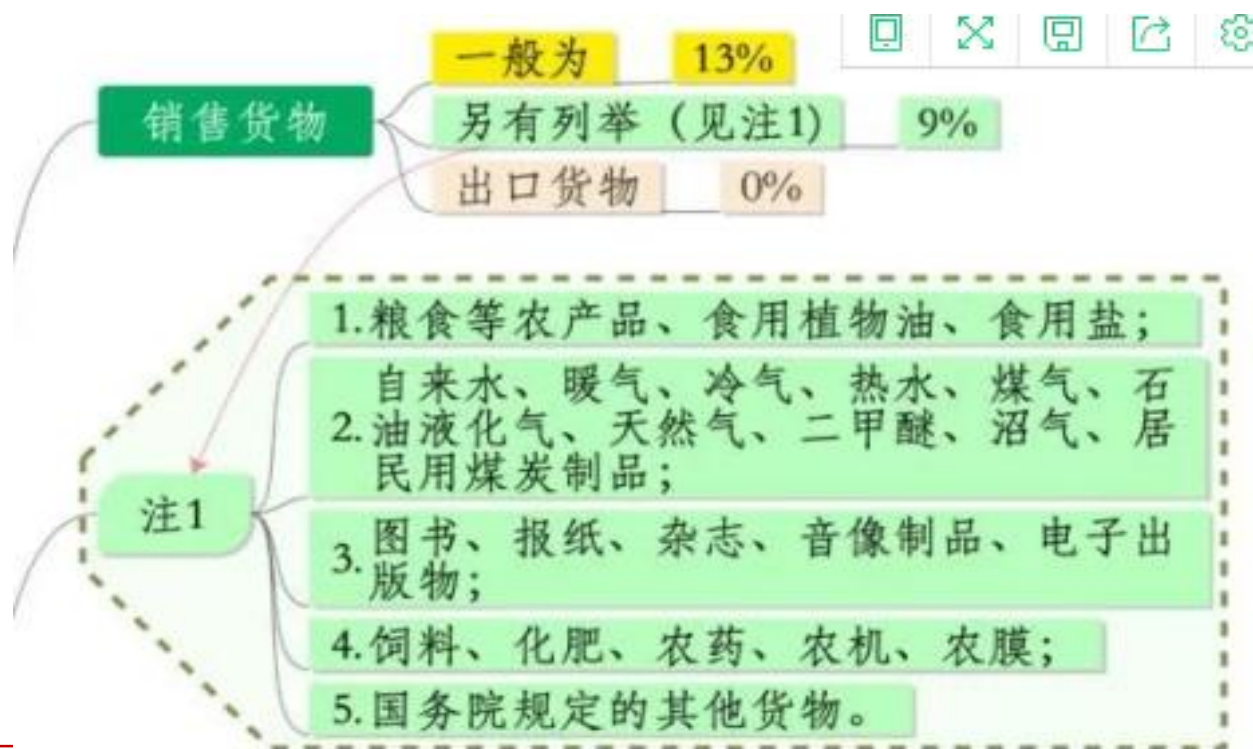 销售货物
一般为 13%
另有列举（见注1) 9%
出口货物 0%
注1
1.粮食等农产品、食用植物油、食用盐；
2.自来水、暖气、冷气、热水、煤气、石
油液化气、天然气、二甲醚、沼气、居
民用煤炭制品；
3.图书、报纸、杂志、音像制品、电子出
版物；
4.饲料、化肥、农药、农机、农膜；
5.国务院规定的其他货物。